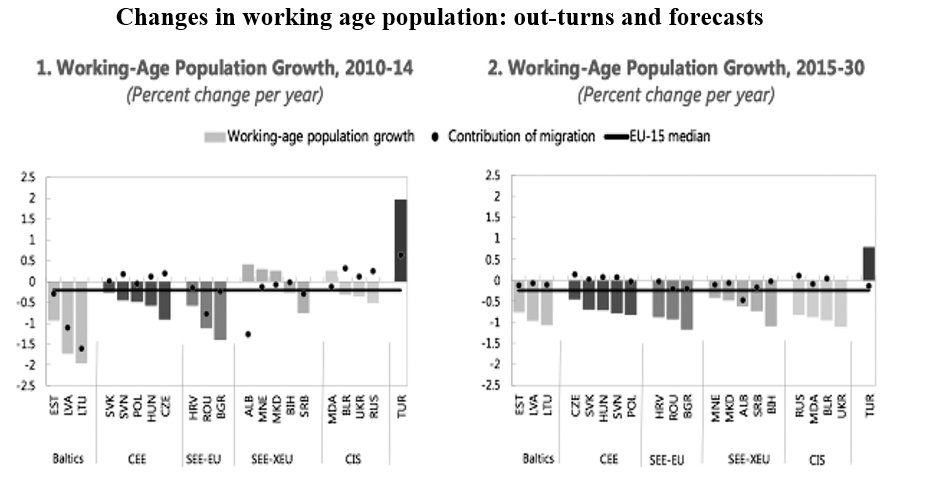 Changes in working age population: out-turns and forecasts
1. Working-Age Population Growth, 2010-14
(Percent change per year)
2. Working-Age Population Growth, 2015-30
(Percent change per year)
Working-age population growth Contribution of migration EU-15 median
2.5
2
1.5
1
0.5
0
-0.5
-1
-1.5
-2
-2.5
EST LVA LTU SVK SVN POL HUN CZE HRV ROU BGR ALB MNE MKD BIH SRB MDA BLR UKR RUS TUR
Baltics CEE SEE-EU SEE-XEU CIS
2.5
2
1.5
1
0.5
0
-0.5
-1
-1.5
-2
-2.5
EST LVA LTU CZE SVK HUN SVN POL HRV ROU BGR MNE MKD ALB SRB BIH RUS MDA BLR UKR TUR
Baltics CEE SEE-EU SEE-XEU CIS